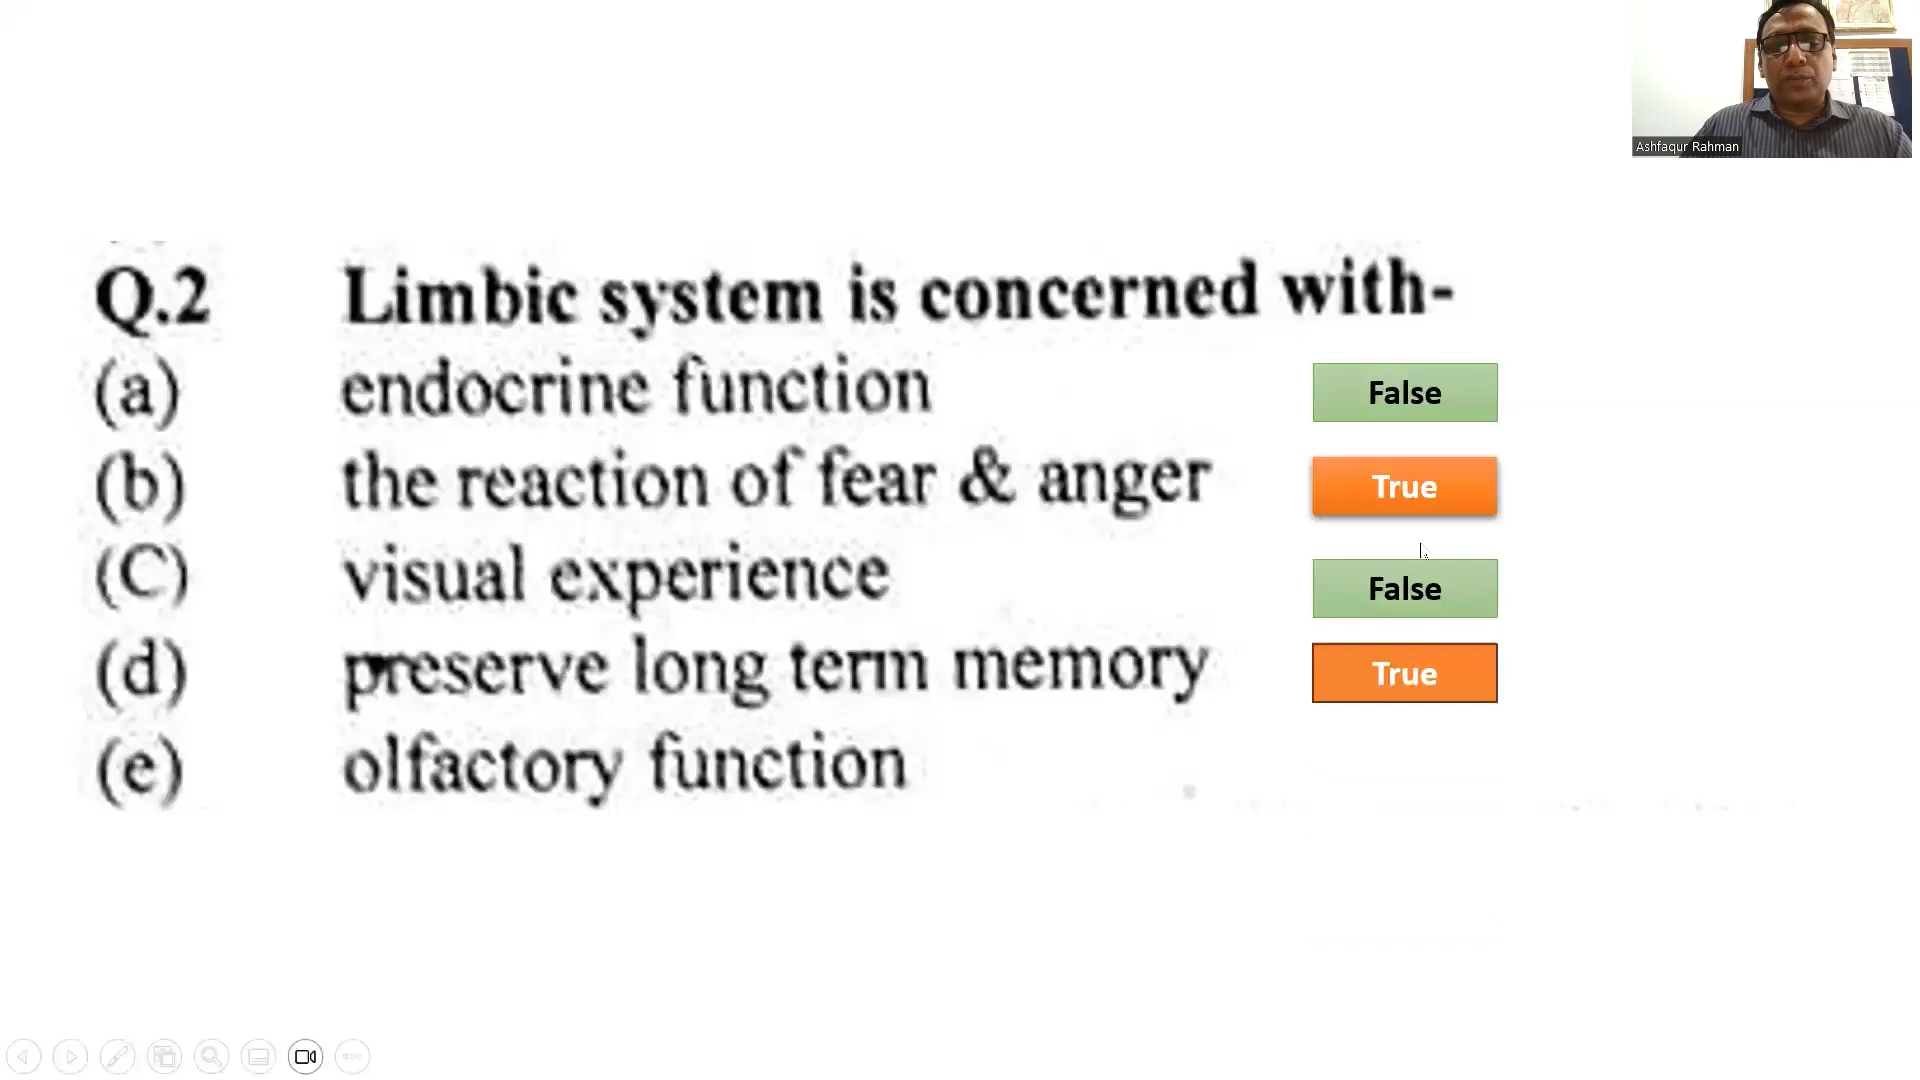 Ashfaqur Rahman
Q.2 Limbic system is concerned with-
(a) endocrine function False
(b) the reaction of fear & anger True
(C) visual experience False
(d) preserve long term memory True
(e) olfactory function